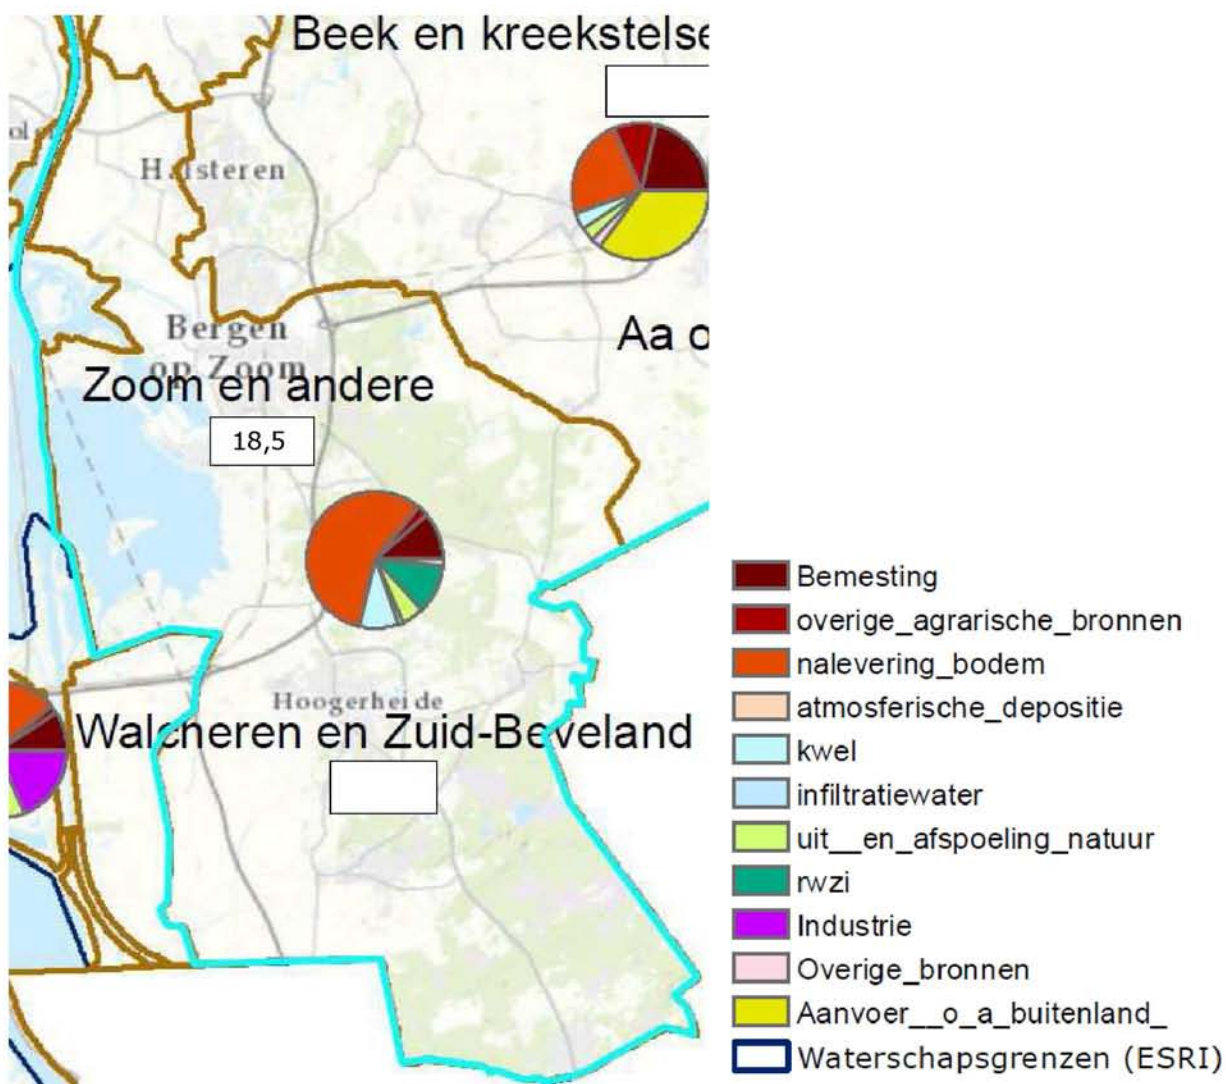 Beek en kreekstelse
Halsteren
Aa o
Bergen
op Zoom
Zoom en andere
18,5
Hoogerheide
Walcheren en Zuid-Beveland
Bemesting
overige_agrarische_bronnen
nalevering_bodem
atmosferische_depositie
kwel
infiltratiewater
uit__en_afspoeling_natuur
rwzi
Industrie
Overige_bronnen
Aanvoer__o_a_buitenland_
Waterschapsgrenzen (ESRI)